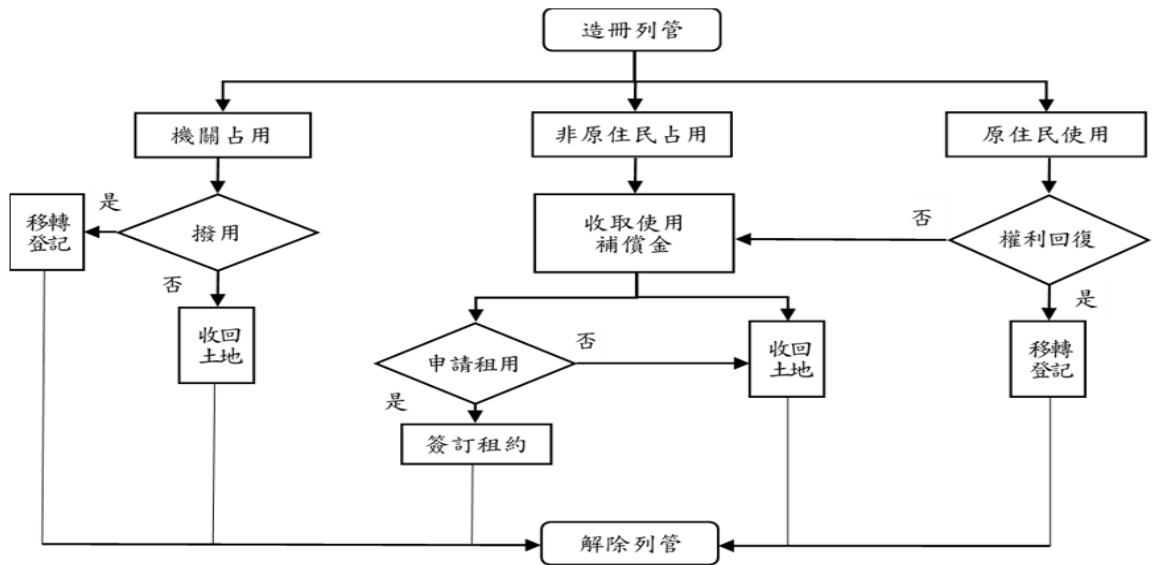 造冊列管
機關占用
非原住民占用
原住民使用
移轉
登記
是
撥用
收取使用
補償金
否
權利回復
否
是
收回
土地
申請租用
否
收回
土地
移轉
登記
是
簽訂租約
解除列管